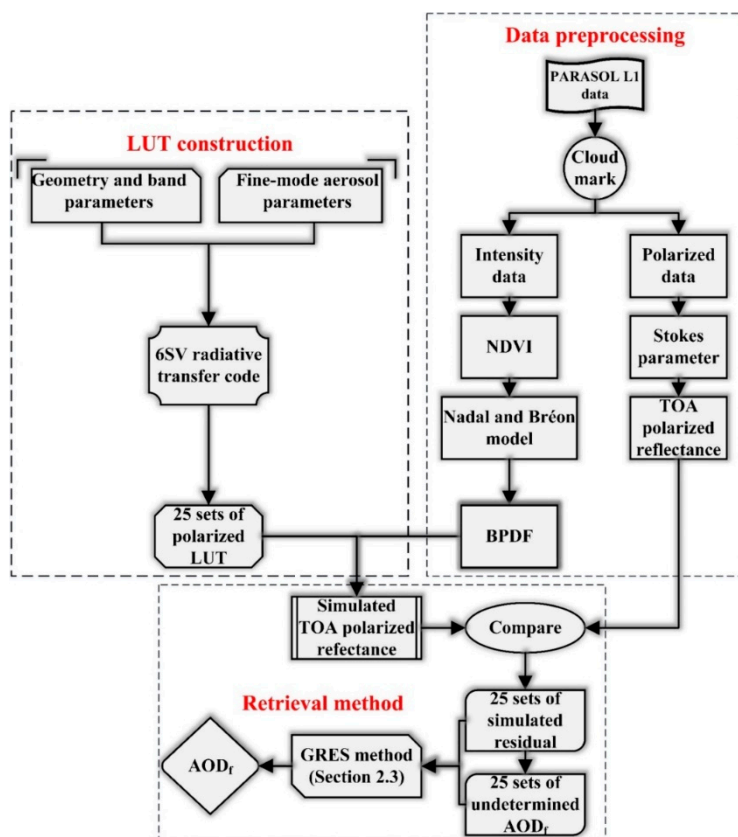 Data preprocessing
PARASOL L1
data
Cloud
mark
Intensity
data
Polarized
data
NDVI
Stokes
parameter
Nadal and Bréon
model
TOA
polarized
reflectance
BPDF
LUT construction
Geometry and band
parameters
Fine-mode aerosol
parameters
6SV radiative
transfer code
25 sets of
polarized
LUT
Simulated
TOA polarized
refectance
Compare
Retrieval method
25 sets of
simulated
residual
25 sets of
undetermined
AODf
GRES method
(Section 2.3)
AODf